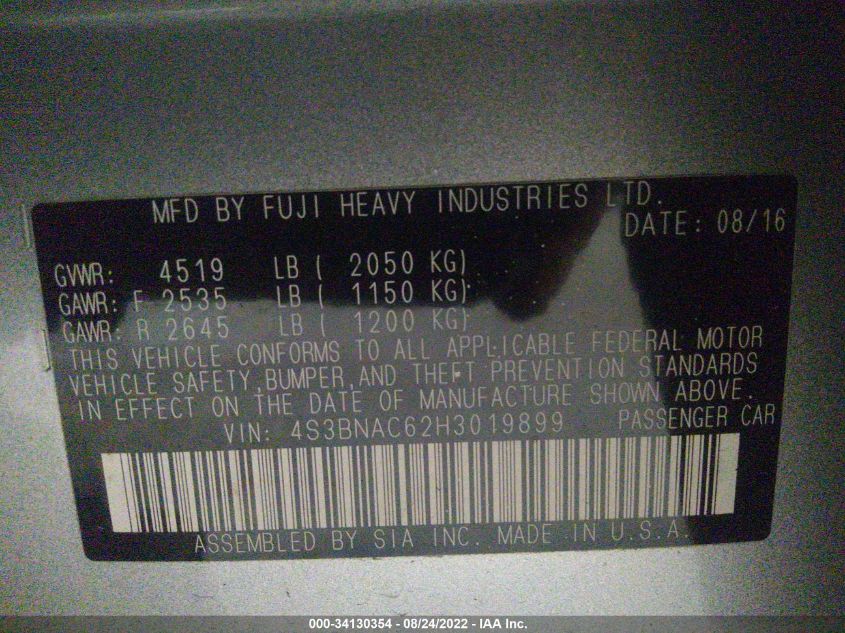 MFD BY FUJI HEAVY INDUSTRIES LTD.
DATE: 08/16
GVWR: 4519 LB ( 2050 KG)
GAWR: F 2535 LB ( 1150 KG)
GAWR: R 2645 LB ( 1200 KG)
THIS VEHICLE CONFORMS TO ALL APPLICABLE FEDERAL MOTOR
VEHICLE SAFETY, BUMPER, AND THEFT PREVENTION STANDARDS
IN EFFECT ON THE DATE OF MANUFACTURE SHOWN ABOVE.
VIN: 4S3BNAC62H3019899 PASSENGER CAR
ASSEMBLED BY SIA INC. MADE IN U.S.A.
000-34130354 - 08/24/2022 - IAA Inc.